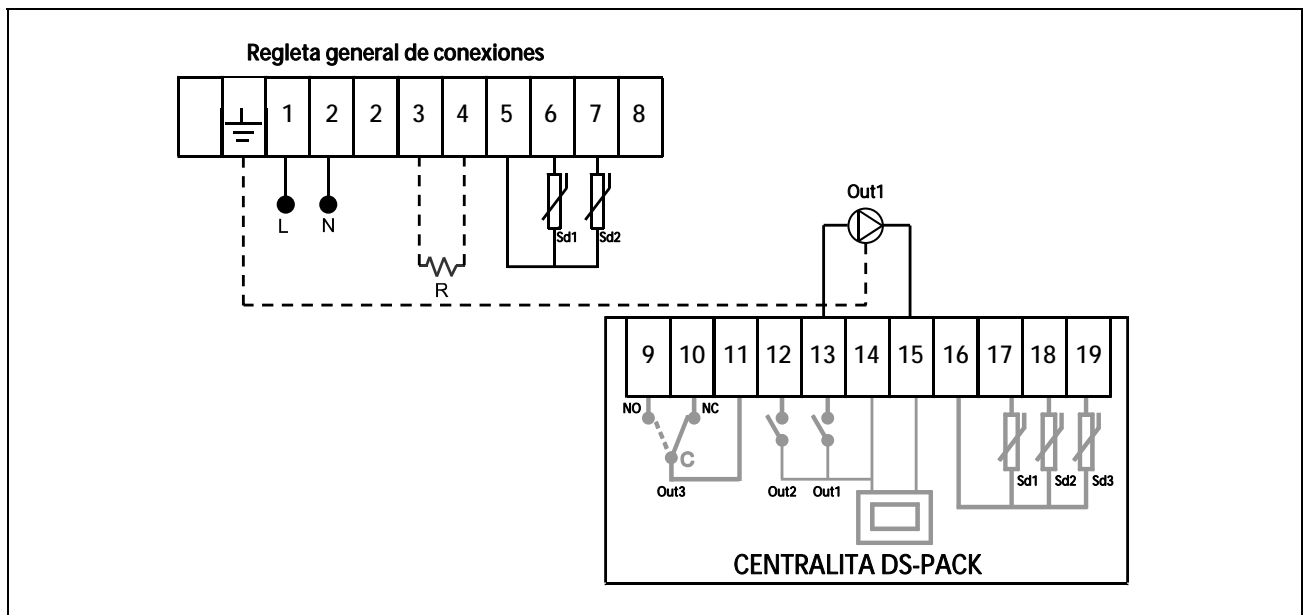 Regleta general de conexiones
1 2 2 3 4 5 6 7 8
L N
Sd1 Sd2
R
Out1
9 10 11 12 13 14 15 16 17 18 19
NO NC
C
Out3 Out2 Out1
Sd1 Sd2 Sd3
CENTRALITA DS-PACK